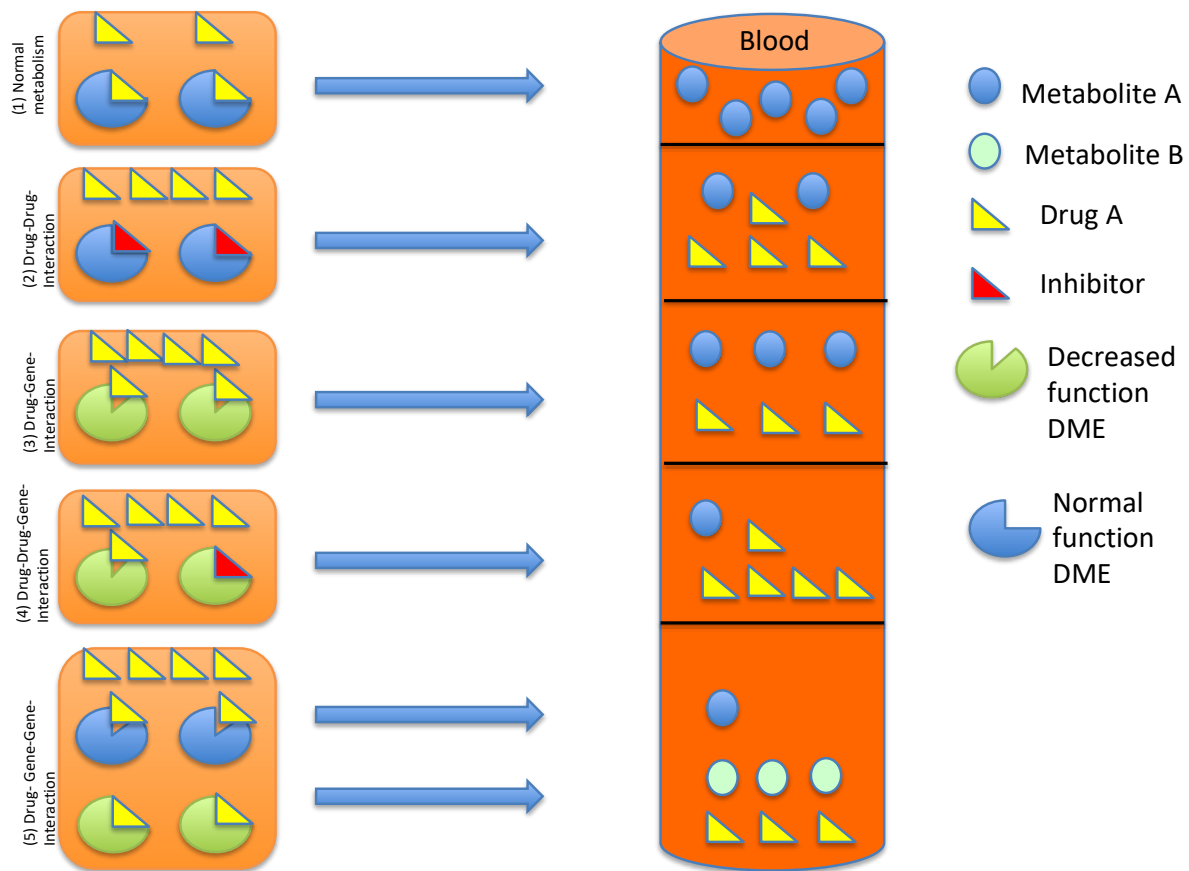 (1) Normal
metabolism
(2) Drug-Drug-
Interaction
(3) Drug-Gene-
Interaction
(4) Drug-Drug-Gene-
Interaction
(5) Drug- Gene-Gene-
Interaction
Blood
Metabolite A
Metabolite B
Drug A
Inhibitor
Decreased
function
DME
Normal
function
DME